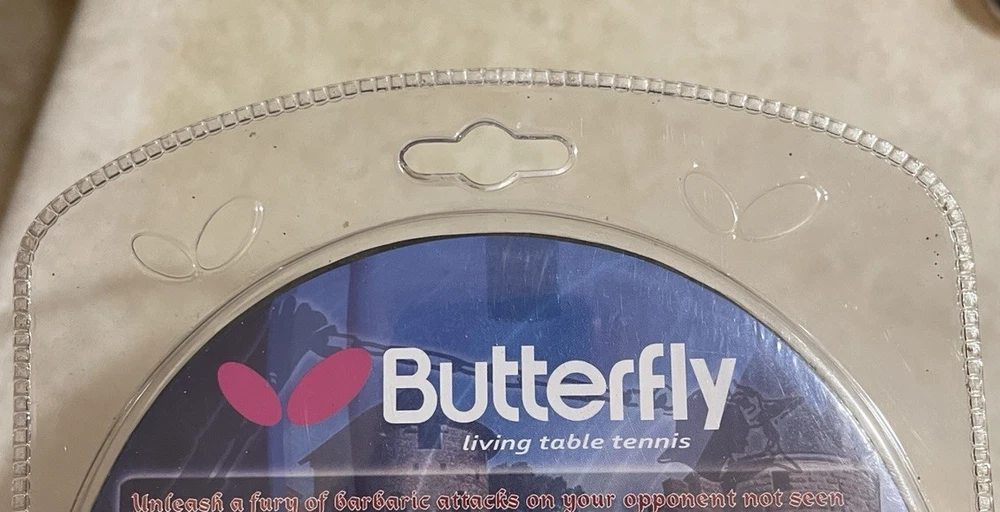 Butterfly
living table tennis
Unleash a fury of barbaric attacks on your opponent not seen